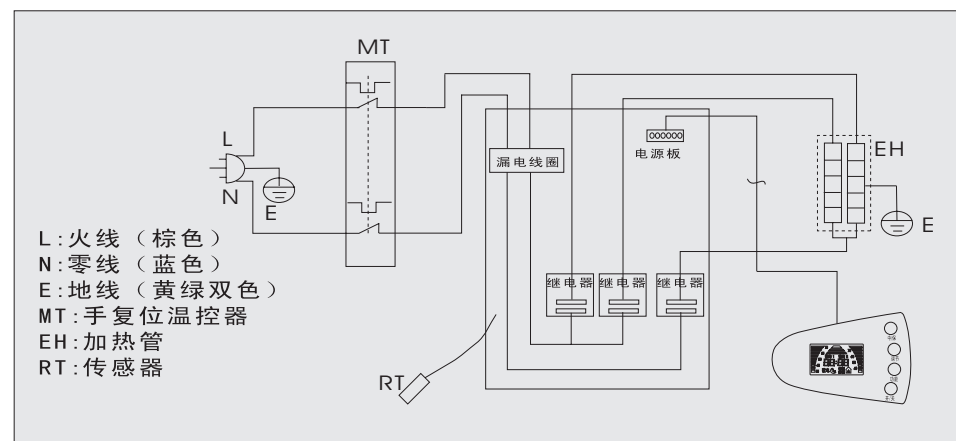 MT
L
N
E
漏电线圈
电源板
EH
E
继电器
继电器
继电器
RT
L:火线（棕色）
N:零线（蓝色）
E:地线（黄绿双色）
MT:手复位温控器
EH:加热管
RT:传感器